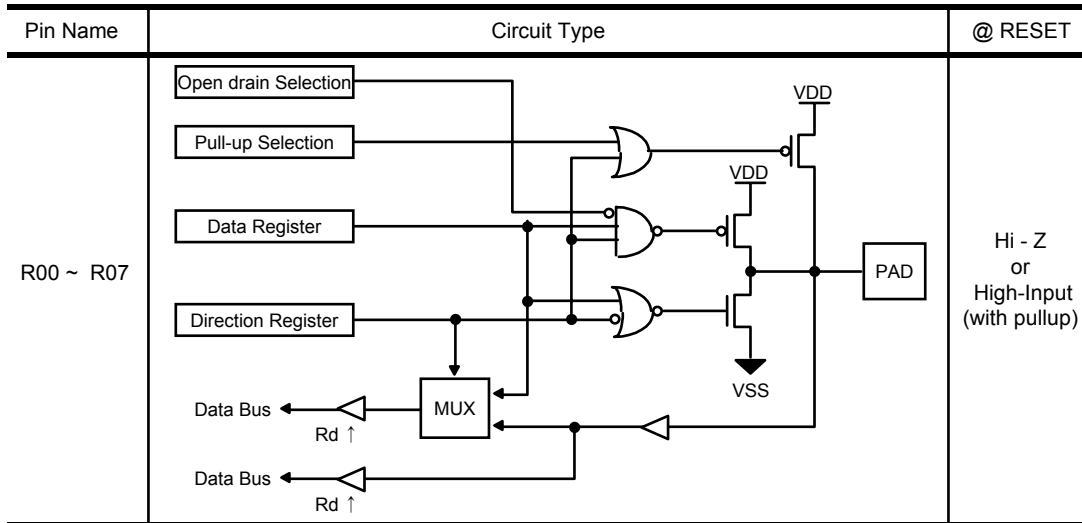 Pin Name
Circuit Type
@ RESET
R00 ~ R07
Open drain Selection
Pull-up Selection
Data Register
Direction Register
VDD
VDD
VSS
PAD
MUX
Data Bus
Rd ↑
Data Bus
Rd ↑
Hi - Z
or
High-Input
(with pullup)